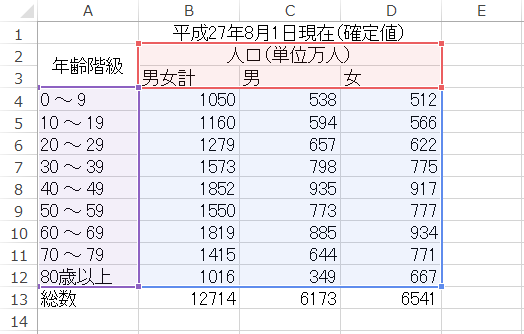 A B C D E
1 平成27年8月1日現在(確定値)
2 年齢階級 人口(単位万人)
3 男女計 男 女
4 0～9 1050 538 512
5 10～19 1160 594 566
6 20～29 1279 657 622
7 30～39 1573 798 775
8 40～49 1852 935 917
9 50～59 1550 773 777
10 60～69 1819 885 934
11 70～79 1415 644 771
12 80歳以上 1016 349 667
13 総数 12714 6173 6541
14